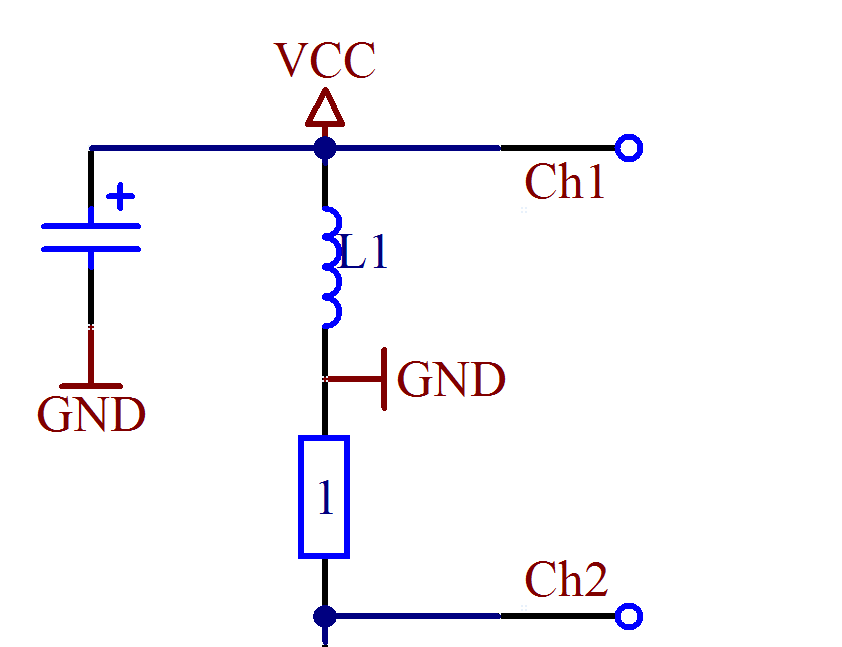 VCC
Ch1
+
L1
GND
GND
1
Ch2